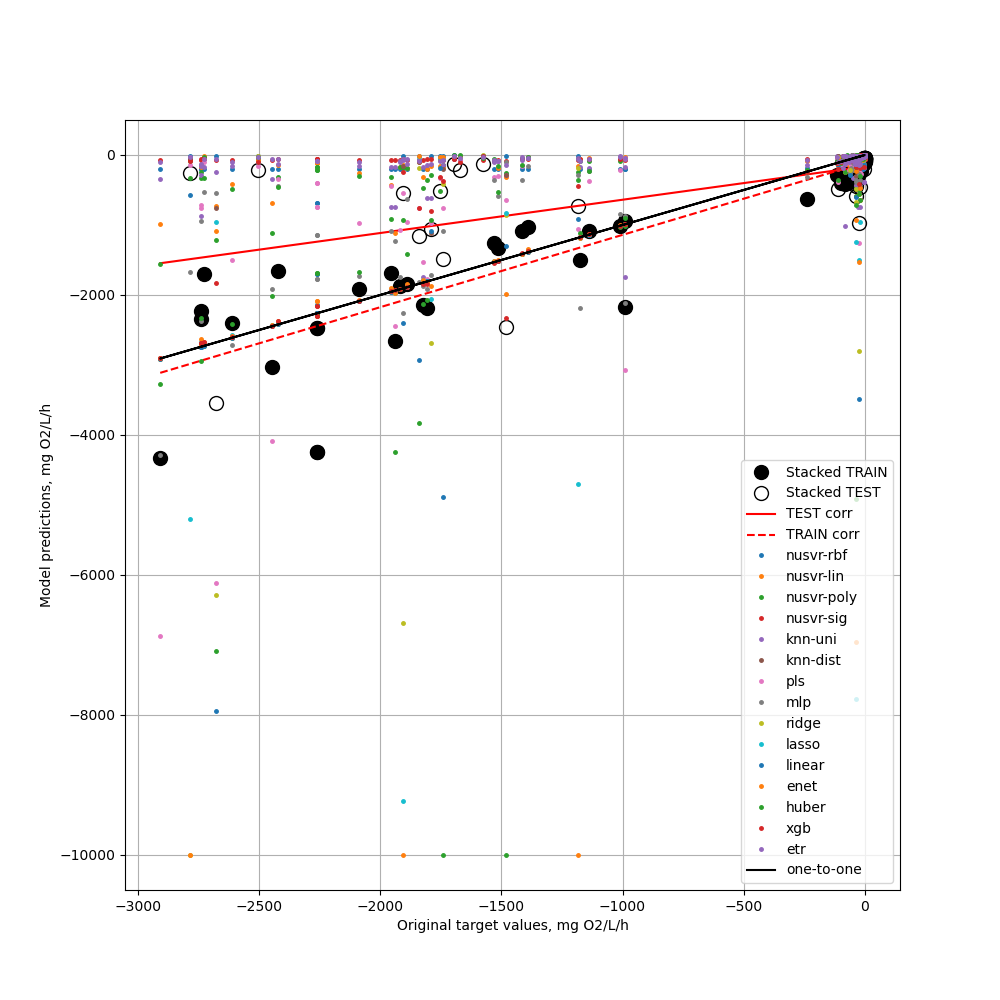 0
−2000
−4000
−6000
−8000
−10000
Model predictions, mg O2/L/h
−3000
−2500
−2000
−1500
−1000
−500
0
Original target values, mg O2/L/h
Stacked TRAIN
Stacked TEST
TEST corr
TRAIN corr
nusvr-rbf
nusvr-lin
nusvr-poly
nusvr-sig
knn-uni
knn-dist
pls
mlp
ridge
lasso
linear
enet
huber
xgb
etr
one-to-one